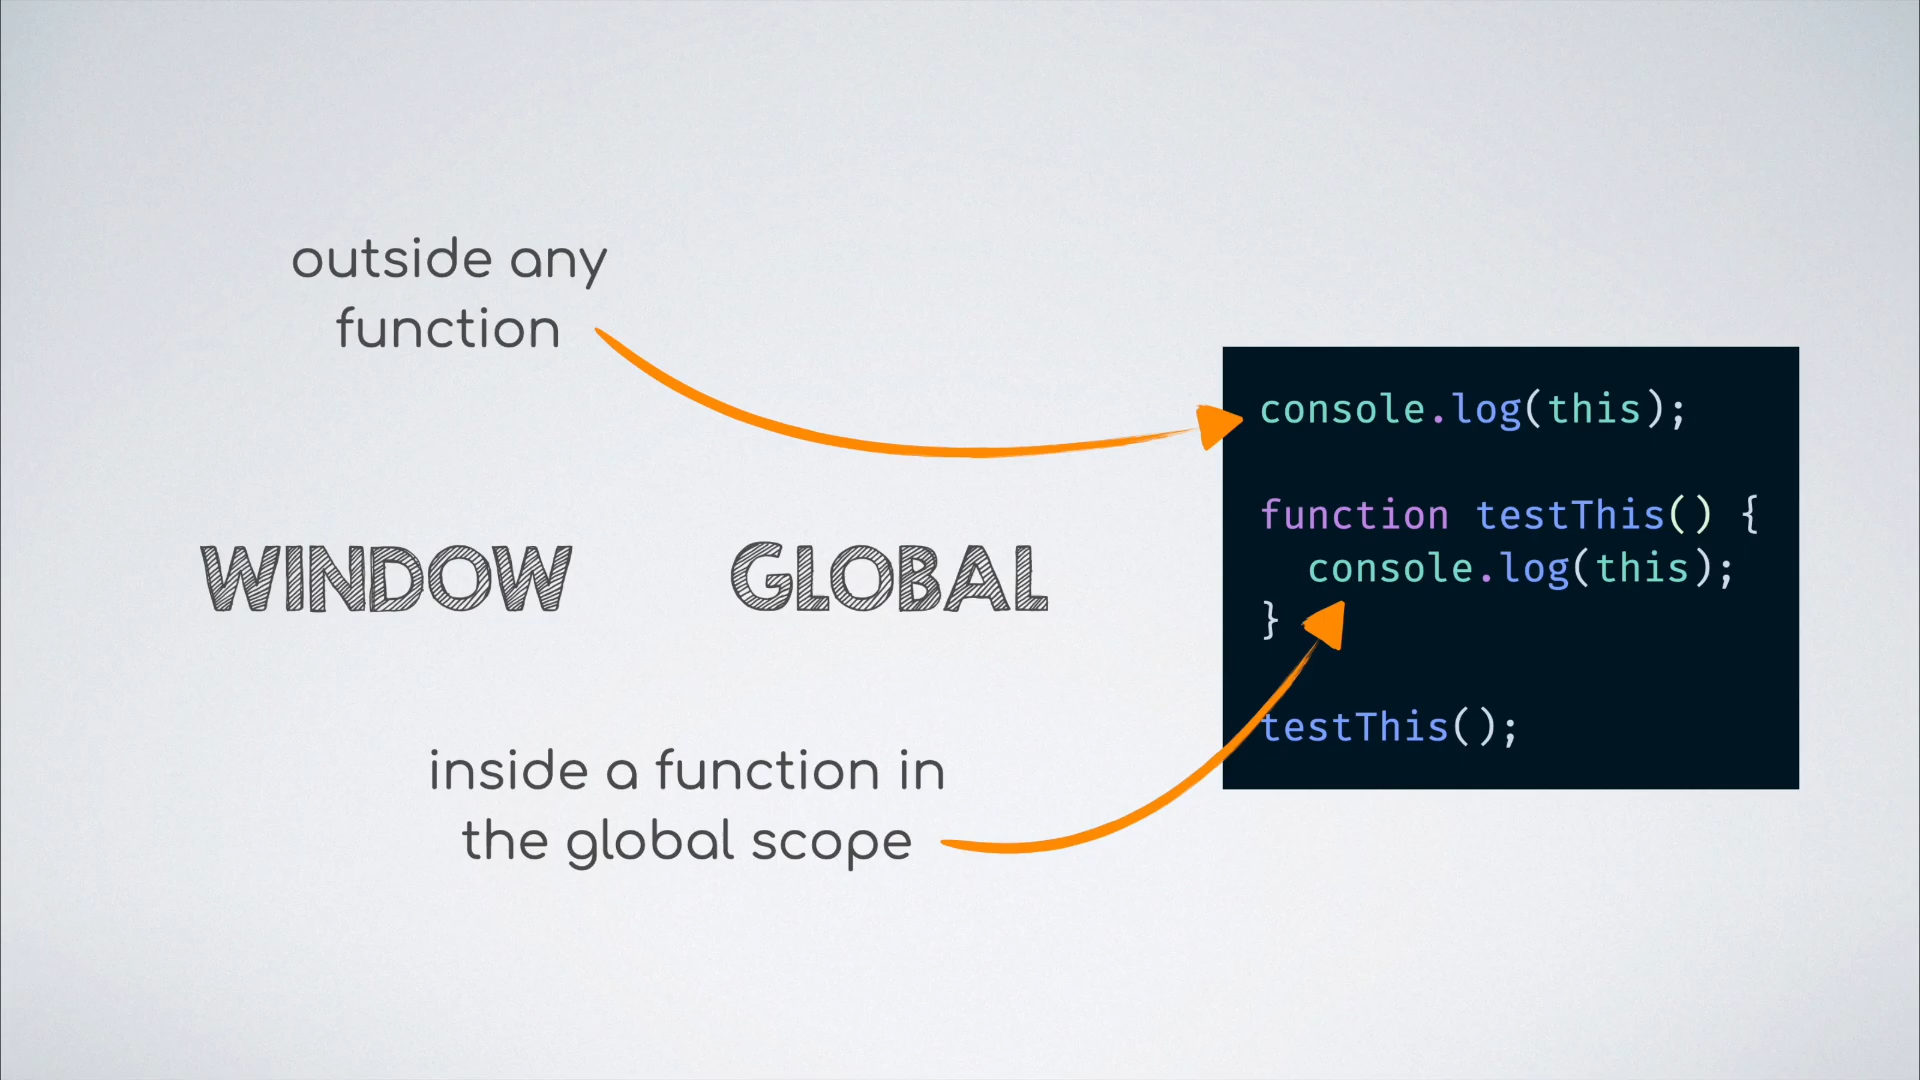 outside any
function
WINDOW
GLOBAL
inside a function in
the global scope
console.log(this);
function testThis() {
  console.log(this);
}
testThis();